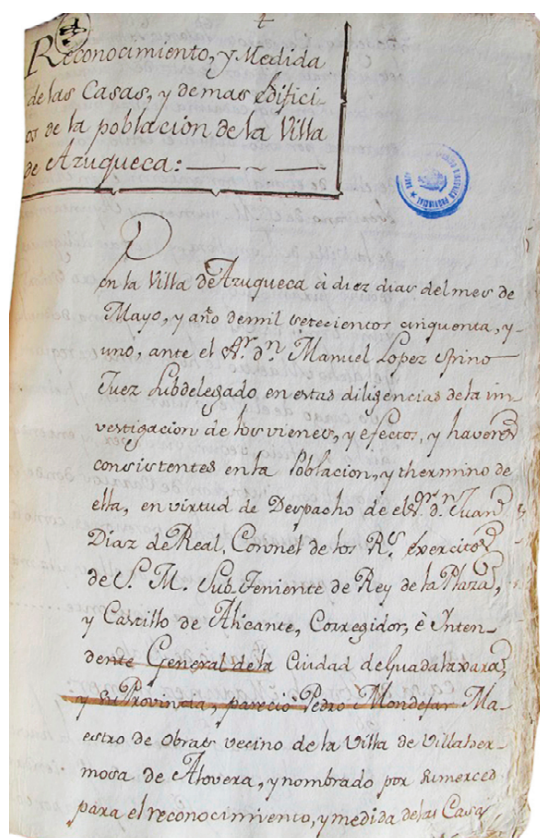 4
Reconocimiento, y Medida
de las Casas, y demas edifici-
os de la poblacion de la Villa
de Azuqueca: — ~ —
En la Villa de Azuqueca à diez dias del mes de
Mayo, y año de mil setecientos cinquenta, y
uno, ante el Sr. dn. Manuel Lopez Spino
Juez Subdelegado en estas diligencias de la im-
vestigacion de los vienes, y efectos, y haveres
consistentes en la Poblacion, y thermino de
ella, en virtud de Despacho de el Sr. dn. Juan
Diaz de Real, Coronel de los Rs. exercitos
de S. M. Sub Teniente de Rey de la Plaza,
y Castillo de Alicante, Corregidor, è Inten-
dente General de la Ciudad de Guadalaxara,
y su Provincia, parecio Pedro Mondejar Ma-
estro de Obras vecino de la Villa de Villaher-
mosa de Alovera, y nombrado por su merced
para el reconocimiento, y medida de las Casas